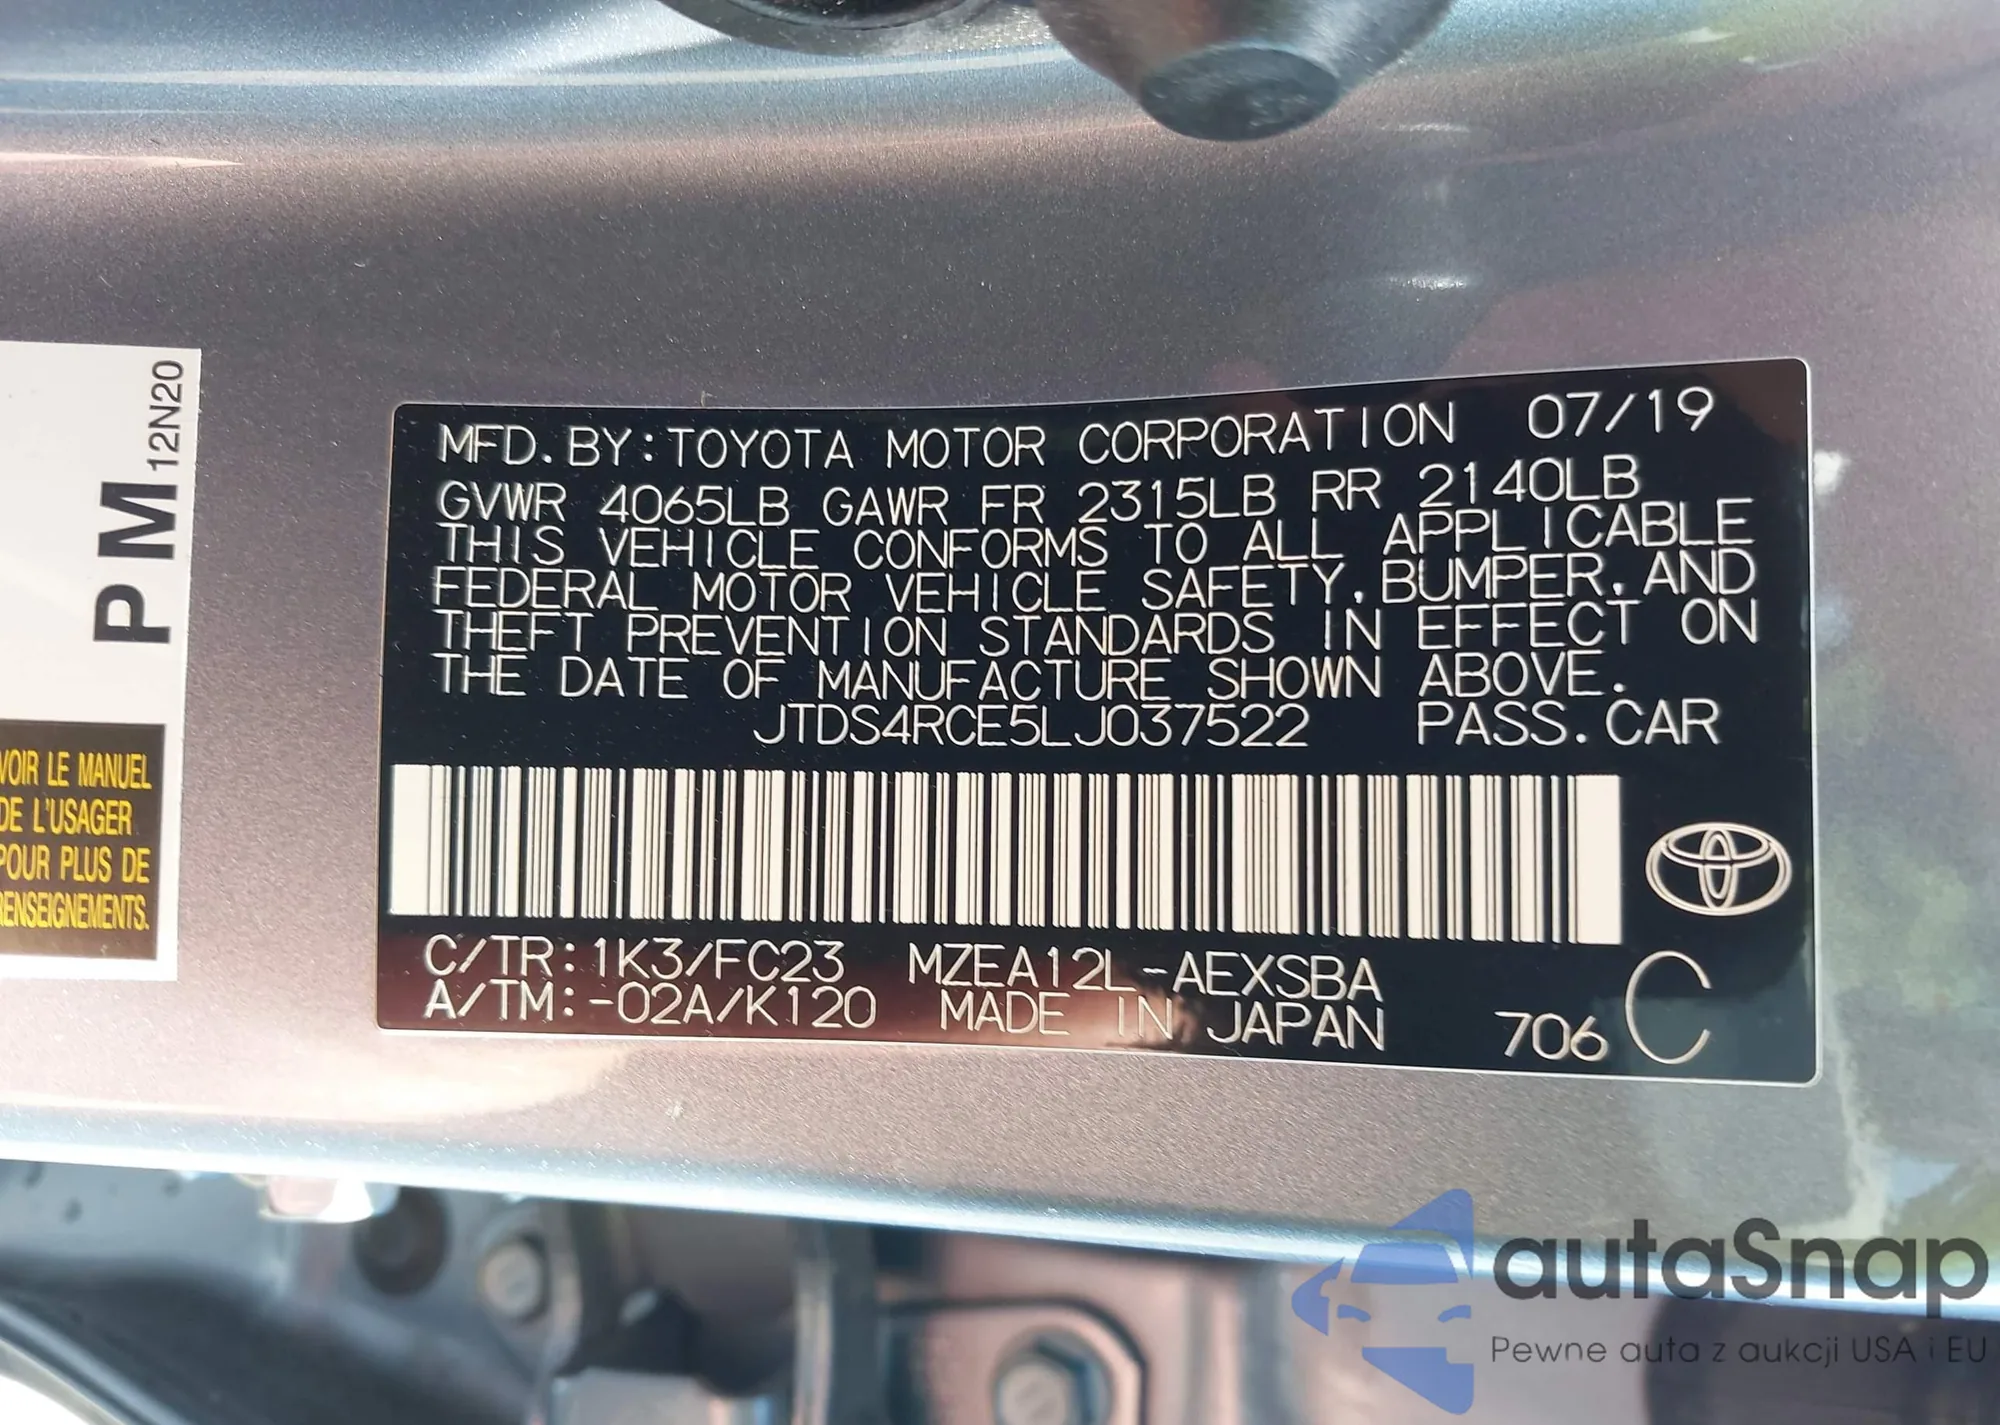 PM 12N20
VOIR LE MANUEL
DE L'USAGER
POUR PLUS DE
RENSEIGNEMENTS.
MFD. BY: TOYOTA MOTOR CORPORATION 07/19
GVWR 4065LB GAWR FR 2315LB RR 2140LB
THIS VEHICLE CONFORMS TO ALL APPLICABLE
FEDERAL MOTOR VEHICLE SAFETY, BUMPER, AND
THEFT PREVENTION STANDARDS IN EFFECT ON
THE DATE OF MANUFACTURE SHOWN ABOVE.
JTDS4RCE5LJ037522 PASS. CAR
C/TR: 1K3/FC23 MZEA12L-AEXSBA
A/TM: -02A/K120 MADE IN JAPAN 706 C
autaSnap
Pewne auta z aukcji USA i EU